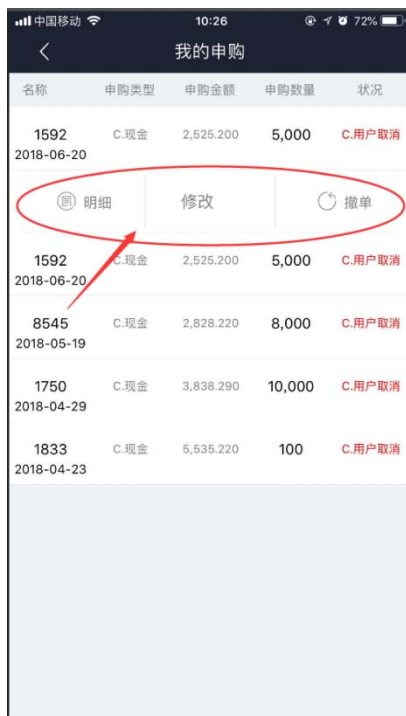 中国移动 10:26 72%
我的申购
名称 申购类型 申购金额 申购数量 状况
1592 C.现金 2,525.200 5,000 C.用户取消
2018-06-20
明细 修改 撤单
1592 C.现金 2,525.200 5,000 C.用户取消
2018-06-20
8545 C.现金 2,828.220 8,000 C.用户取消
2018-05-19
1750 C.现金 3,838.290 10,000 C.用户取消
2018-04-29
1833 C.现金 5,535.220 100 C.用户取消
2018-04-23